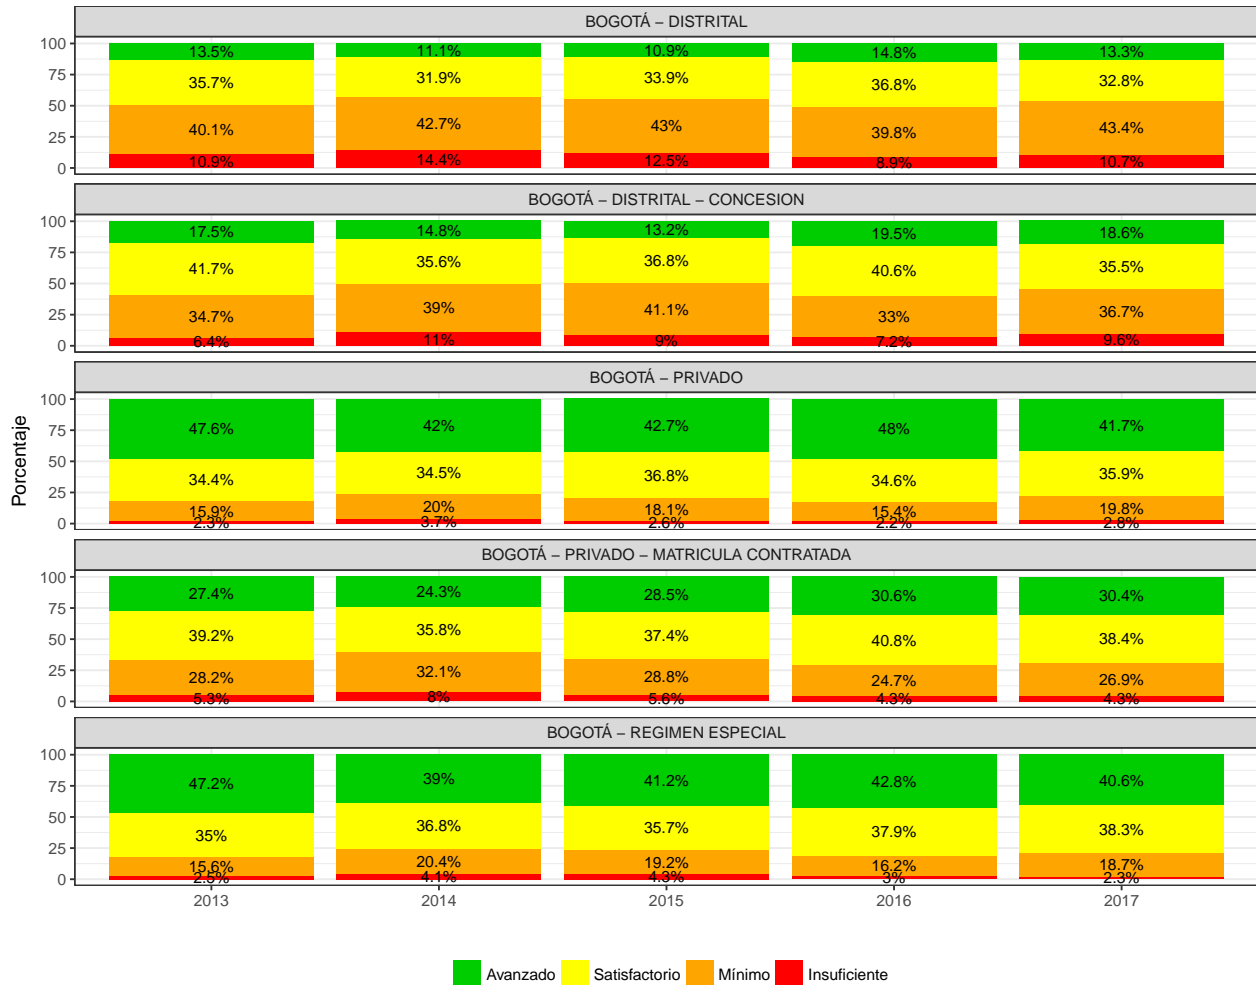 BOGOTÁ – DISTRITAL
100
13.5% 11.1% 10.9% 14.8% 13.3%
75
35.7% 31.9% 33.9% 36.8% 32.8%
50
40.1% 42.7% 43% 39.8% 43.4%
25
10.9% 14.4% 12.5% 8.9% 10.7%
0
BOGOTÁ – DISTRITAL – CONCESION
100
17.5% 14.8% 13.2% 19.5% 18.6%
75
41.7% 35.6% 36.8% 40.6% 35.5%
50
34.7% 39% 41.1% 33% 36.7%
25
6.4% 11% 9% 7.2% 9.6%
0
BOGOTÁ – PRIVADO
100
47.6% 42% 42.7% 48% 41.7%
75
50
34.4% 34.5% 36.8% 34.6% 35.9%
25
15.9% 20% 18.1% 15.4% 19.8%
2.3% 3.7% 2.6% 2.2% 2.8%
0
Porcentaje
BOGOTÁ – PRIVADO – MATRICULA CONTRATADA
100
27.4% 24.3% 28.5% 30.6% 30.4%
75
39.2% 35.8% 37.4% 40.8% 38.4%
50
28.2% 32.1% 28.8% 24.7% 26.9%
25
5.3% 8% 5.6% 4.3% 4.3%
0
BOGOTÁ – REGIMEN ESPECIAL
100
47.2% 39% 41.2% 42.8% 40.6%
75
50
35% 36.8% 35.7% 37.9% 38.3%
25
15.6% 20.4% 19.2% 16.2% 18.7%
2.5% 4.1% 4.3% 3% 2.3%
0
2013 2014 2015 2016 2017
Avanzado Satisfactorio Mínimo Insuficiente